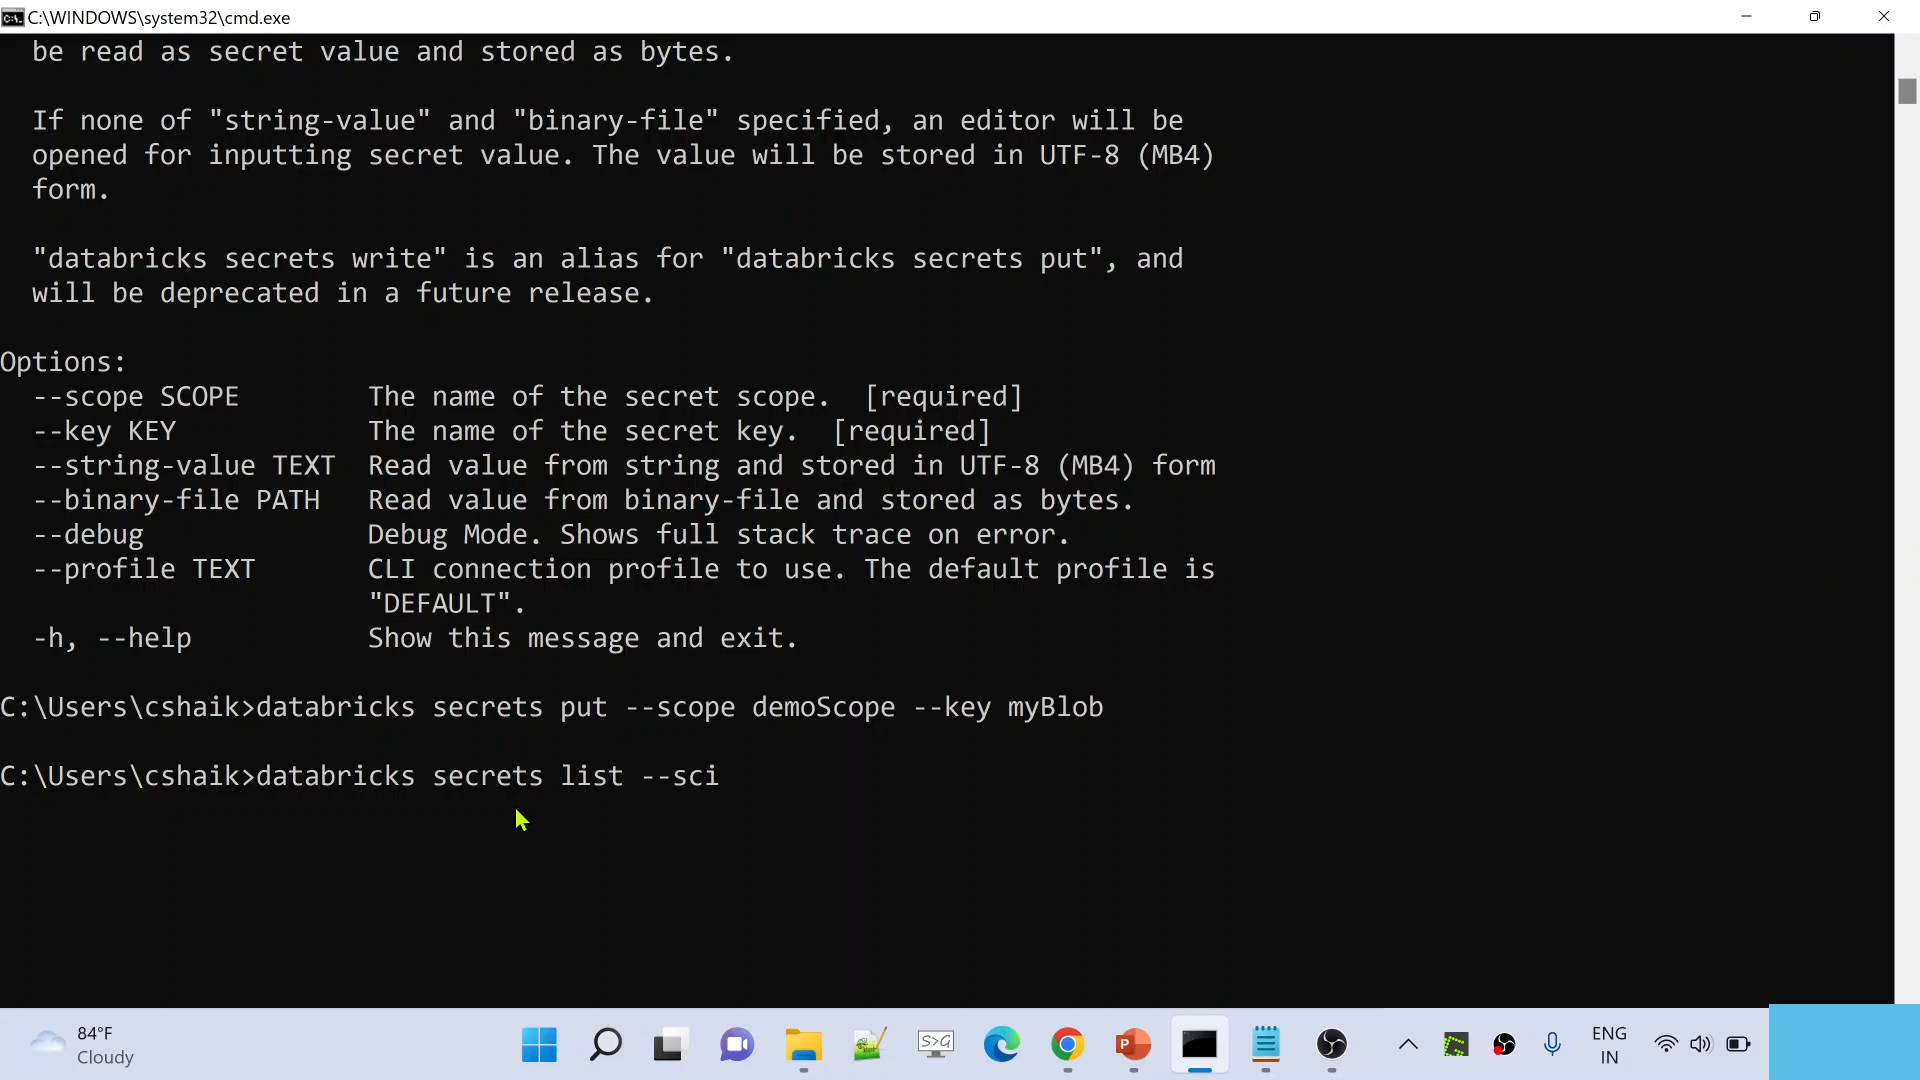 C:\WINDOWS\system32\cmd.exe
be read as secret value and stored as bytes.
If none of "string-value" and "binary-file" specified, an editor will be
opened for inputting secret value. The value will be stored in UTF-8 (MB4)
form.
"databricks secrets write" is an alias for "databricks secrets put", and
will be deprecated in a future release.
Options:
--scope SCOPE The name of the secret scope. [required]
--key KEY The name of the secret key. [required]
--string-value TEXT Read value from string and stored in UTF-8 (MB4) form
--binary-file PATH Read value from binary-file and stored as bytes.
--debug Debug Mode. Shows full stack trace on error.
--profile TEXT CLI connection profile to use. The default profile is
"DEFAULT".
-h, --help Show this message and exit.
C:\Users\cshaik>databricks secrets put --scope demoScope --key myBlob
C:\Users\cshaik>databricks secrets list --sci
84°F
Cloudy
S>G
P
ENG
IN